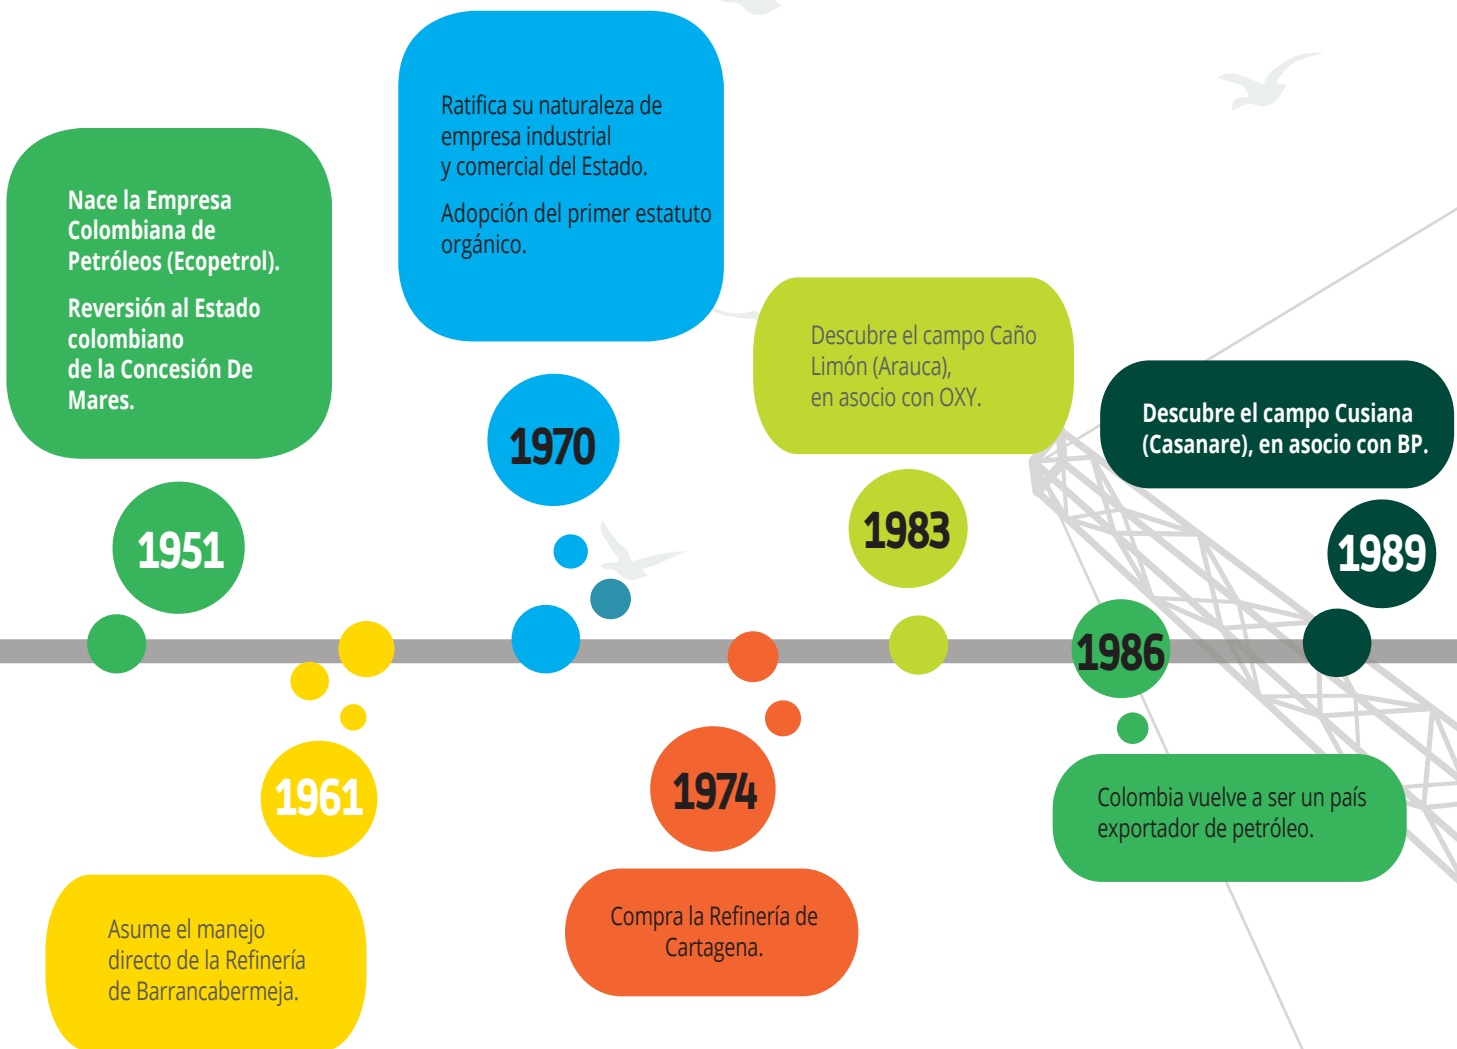 Nace la Empresa
Colombiana de
Petróleos (Ecopetrol).
Reversión al Estado
colombiano
de la Concesión De
Mares.
1951
Asume el manejo
directo de la Refinería
de Barrancabermeja.
1961
Ratifica su naturaleza de
empresa industrial
y comercial del Estado.
Adopción del primer estatuto
orgánico.
1970
1974
Compra la Refinería de
Cartagena.
Descubre el campo Caño
Limón (Arauca),
en asocio con OXY.
1983
1986
Colombia vuelve a ser un país
exportador de petróleo.
Descubre el campo Cusiana
(Casanare), en asocio con BP.
1989